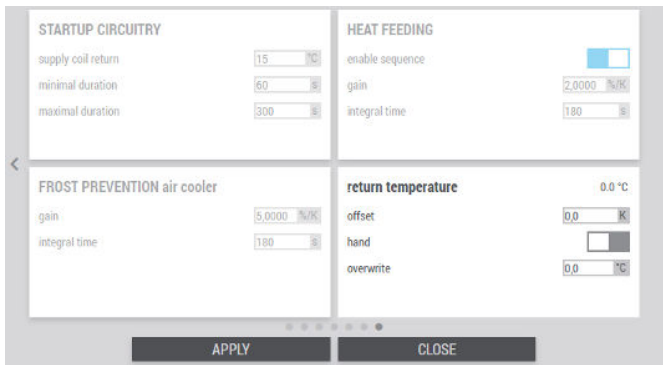 STARTUP CIRCUITRY
supply coil return 15 °C
minimal duration 60 s
maximal duration 300 s
HEAT FEEDING
enable sequence
gain 2,0000 %/K
integral time 180 s
FROST PREVENTION air cooler
gain 5,0000 %/K
integral time 180 s
return temperature 0.0 °C
offset 0,0 K
hand
overwrite 0,0 °C
APPLY CLOSE